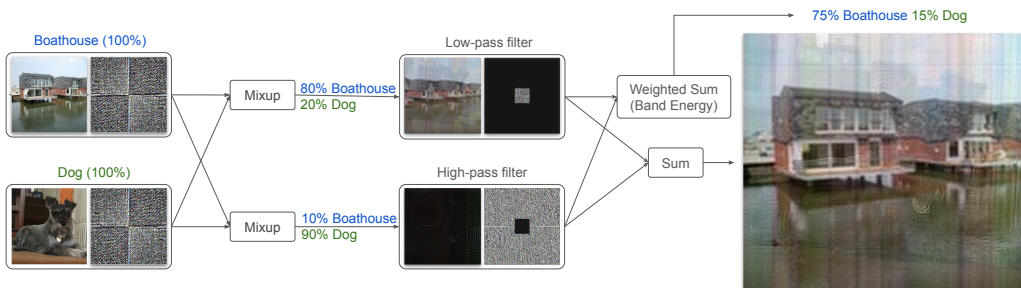 75% Boathouse 15% Dog
Boathouse (100%)
Low-pass filter
Mixup
80% Boathouse
20% Dog
Weighted Sum
(Band Energy)
Sum
Dog (100%)
High-pass filter
Mixup
10% Boathouse
90% Dog